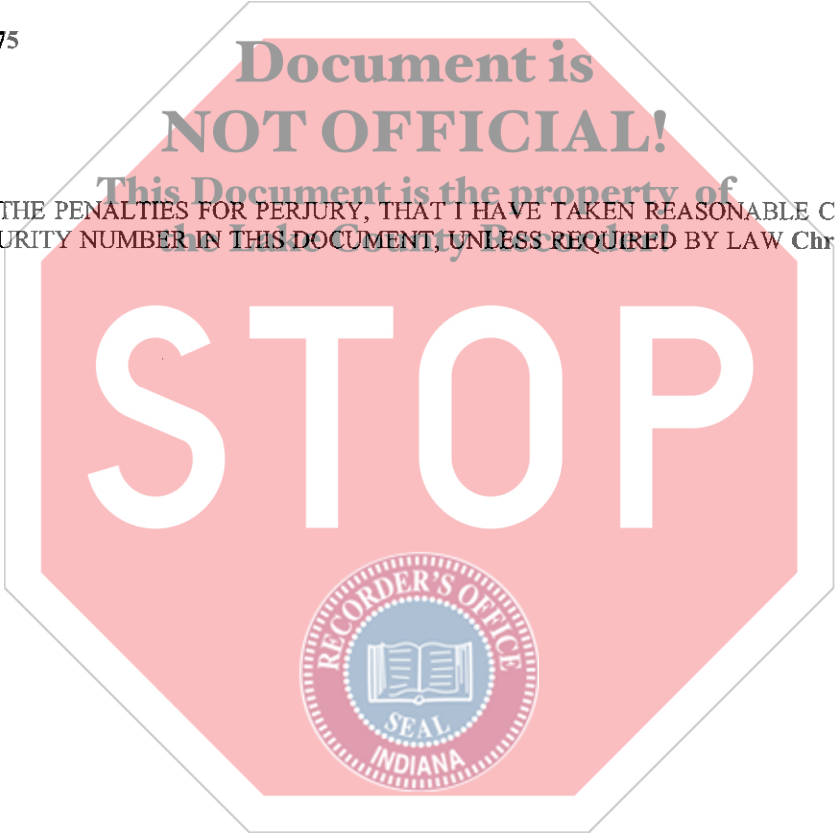 75
Document is
NOT OFFICIAL!
This Document is the property of
THE PENALTIES FOR PERJURY, THAT I HAVE TAKEN REASONABLE C
URITY NUMBER IN THIS DOCUMENT, UNLESS REQUIRED BY LAW Chr
the Lake County Recorder!
STOP
RECORDER'S OFFICE
SEAL
INDIANA